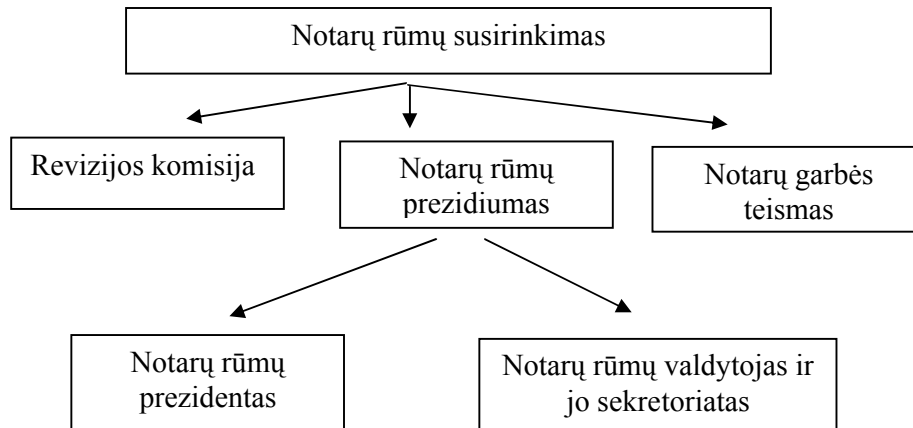 Notarų rūmų susirinkimas
Revizijos komisija
Notarų rūmų
prezidiumas
Notarų garbės
teismas
Notarų rūmų
prezidentas
Notarų rūmų valdytojas ir
jo sekretoriatas